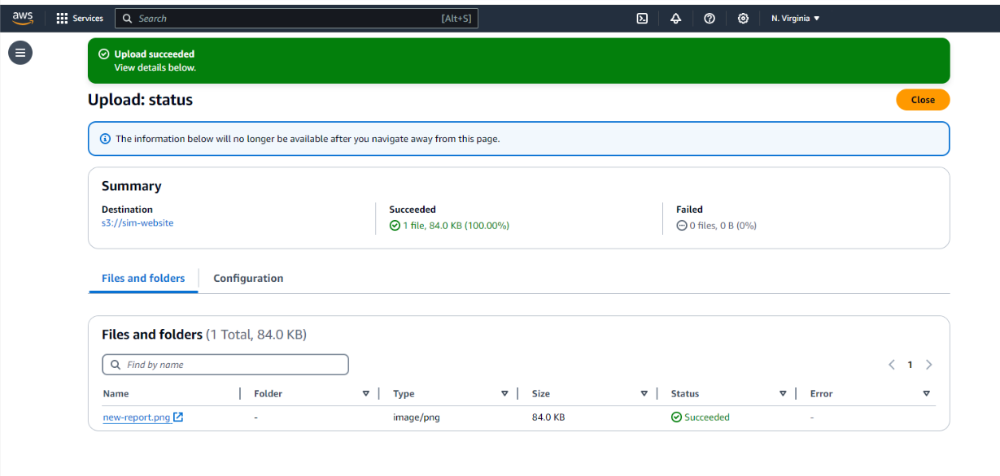 aws Services Search [Alt+S] N. Virginia
Upload succeeded
View details below.
Upload: status Close
The information below will no longer be available after you navigate away from this page.
Summary
Destination Succeeded Failed
s3://sim-website 1 file, 84.0 KB (100.00%) 0 files, 0 B (0%)
Files and folders Configuration
Files and folders (1 Total, 84.0 KB)
Find by name 1
Name Folder Type Size Status Error
new-report.png - image/png 84.0 KB Succeeded -